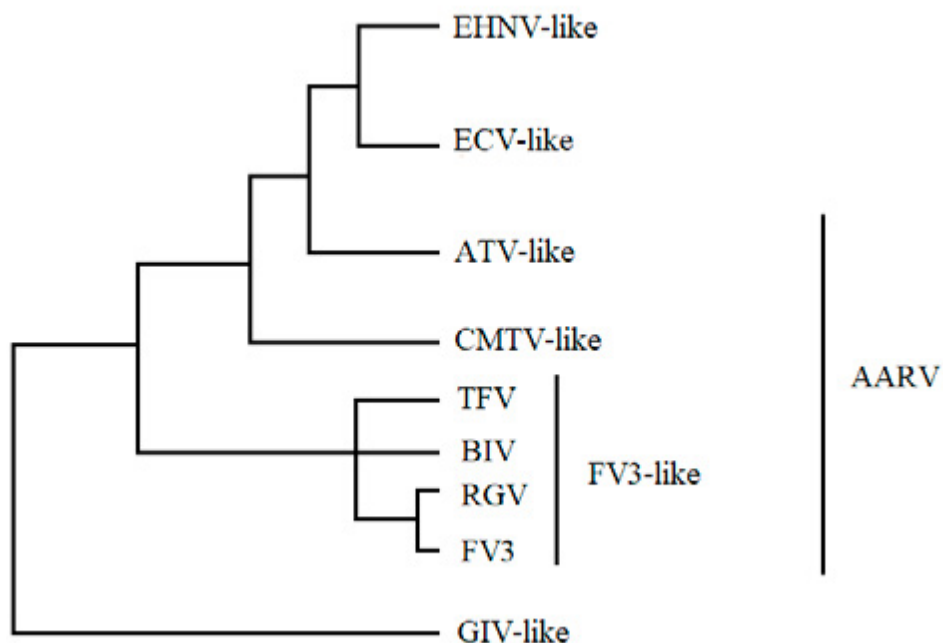 EHNV-like
ECV-like
ATV-like
CMTV-like
AARV
TFV
BIV
FV3-like
RGV
FV3
GIV-like